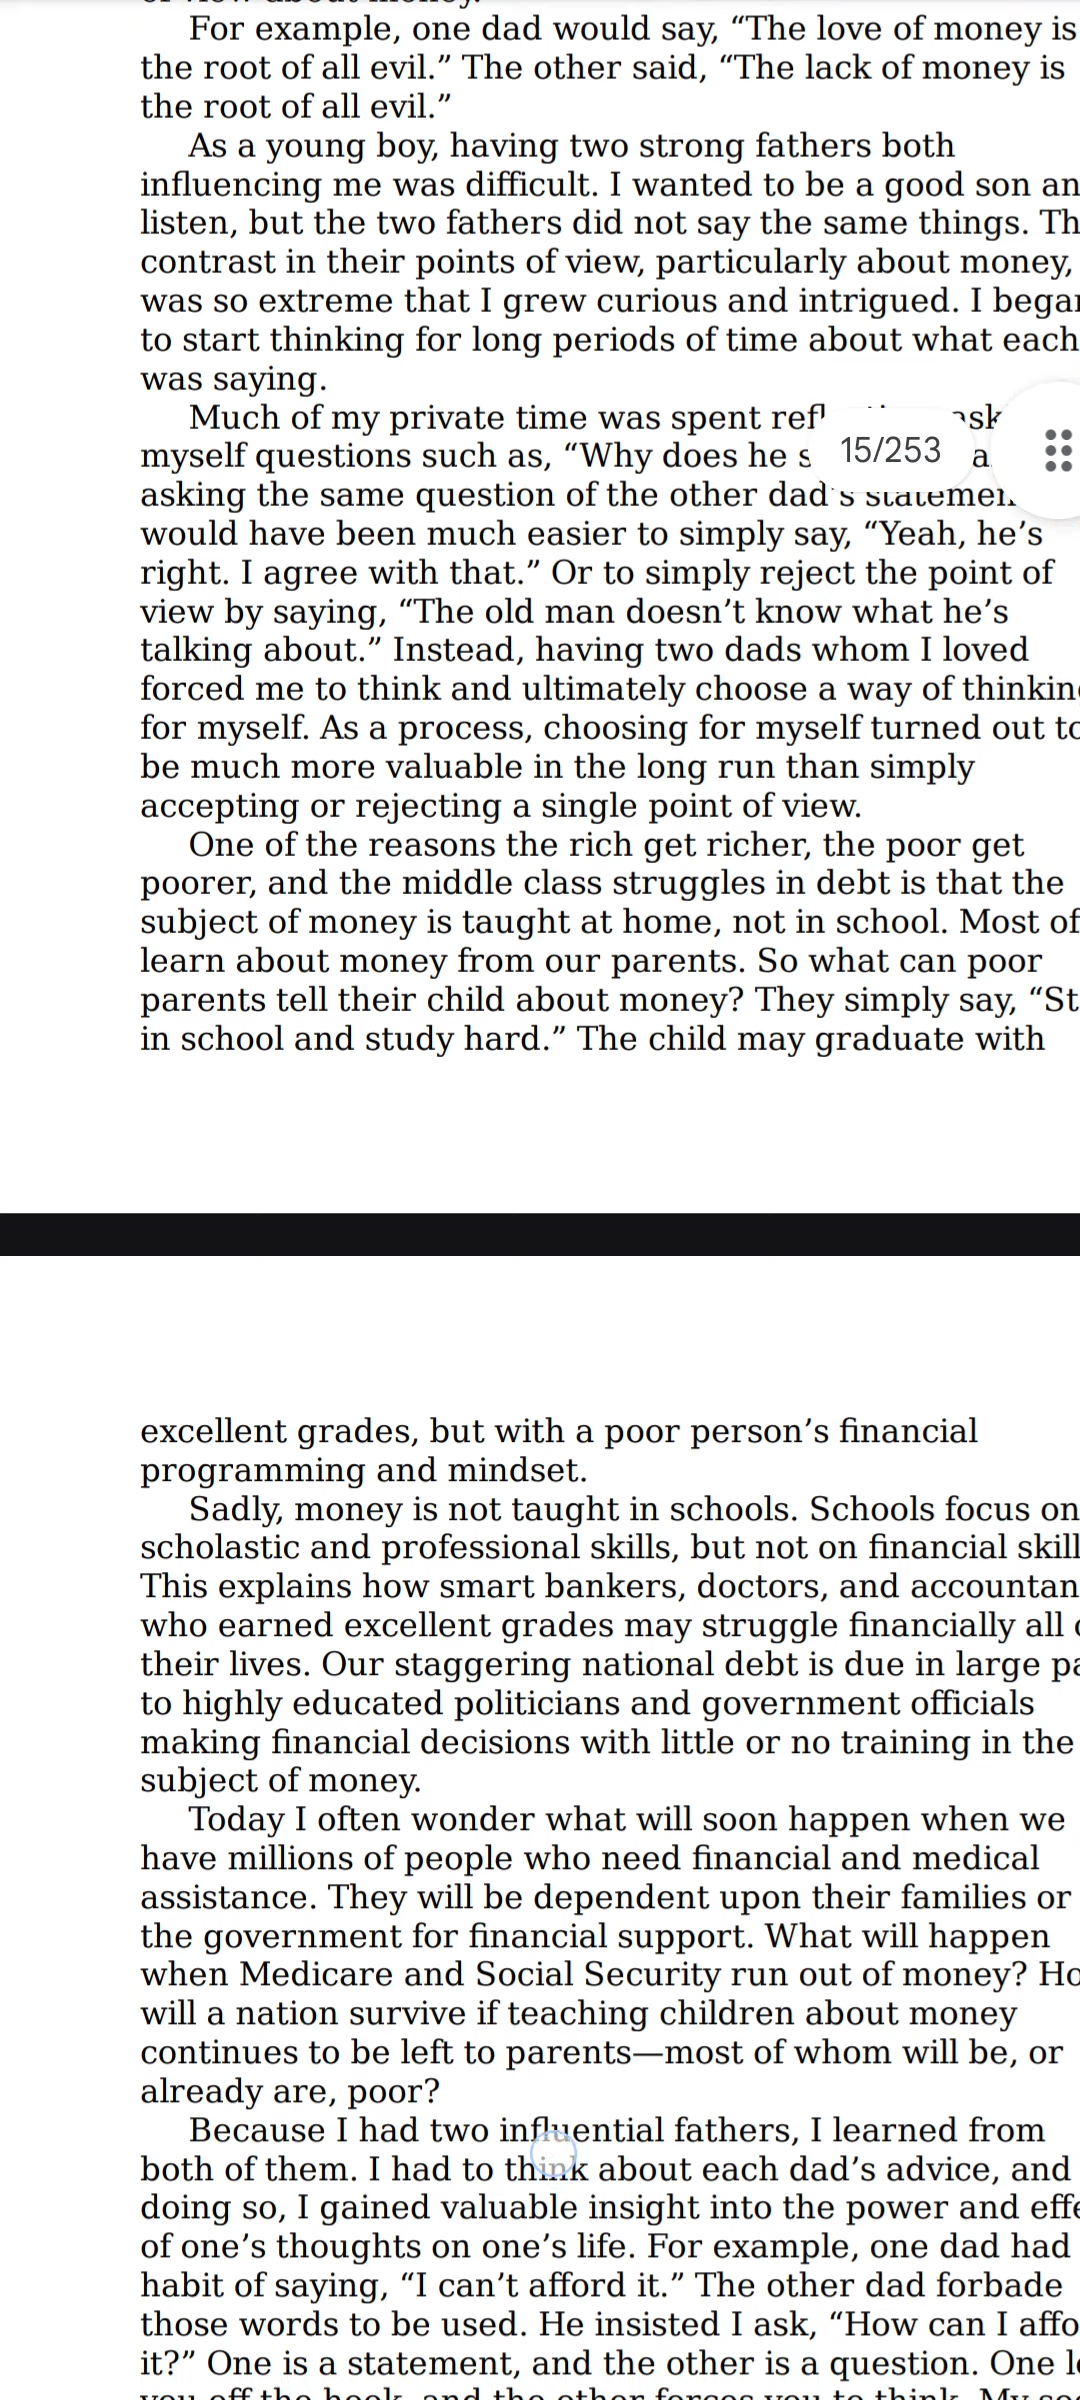 For example, one dad would say, “The love of money is
the root of all evil.” The other said, “The lack of money is
the root of all evil.”
As a young boy, having two strong fathers both
influencing me was difficult. I wanted to be a good son
listen, but the two fathers did not say the same things.
contrast in their points of view, particularly about money,
was so extreme that I grew curious and intrigued. I
to start thinking for long periods of time about what each
was saying.
Much of my private time was spent
myself questions such as, “Why does he
15/253
asking the same question of the other dad’s
would have been much easier to simply say, “Yeah, he’s
right. I agree with that.” Or to simply reject the point of
view by saying, “The old man doesn’t know what he’s
talking about.” Instead, having two dads whom I loved
forced me to think and ultimately choose a way of
for myself. As a process, choosing for myself turned out
be much more valuable in the long run than simply
accepting or rejecting a single point of view.
One of the reasons the rich get richer, the poor get
poorer, and the middle class struggles in debt is that the
subject of money is taught at home, not in school. Most of
learn about money from our parents. So what can poor
parents tell their child about money? They simply say,
in school and study hard.” The child may graduate with
excellent grades, but with a poor person’s financial
programming and mindset.
Sadly, money is not taught in schools. Schools focus on
scholastic and professional skills, but not on financial
This explains how smart bankers, doctors, and
who earned excellent grades may struggle financially all
their lives. Our staggering national debt is due in large
to highly educated politicians and government officials
making financial decisions with little or no training in the
subject of money.
Today I often wonder what will soon happen when we
have millions of people who need financial and medical
assistance. They will be dependent upon their families or
the government for financial support. What will happen
when Medicare and Social Security run out of money?
will a nation survive if teaching children about money
continues to be left to parents—most of whom will be, or
already are, poor?
Because I had two influential fathers, I learned from
both of them. I had to think about each dad’s advice, and
doing so, I gained valuable insight into the power and
of one’s thoughts on one’s life. For example, one dad had
habit of saying, “I can’t afford it.” The other dad forbade
those words to be used. He insisted I ask, “How can I
it?” One is a statement, and the other is a question. One